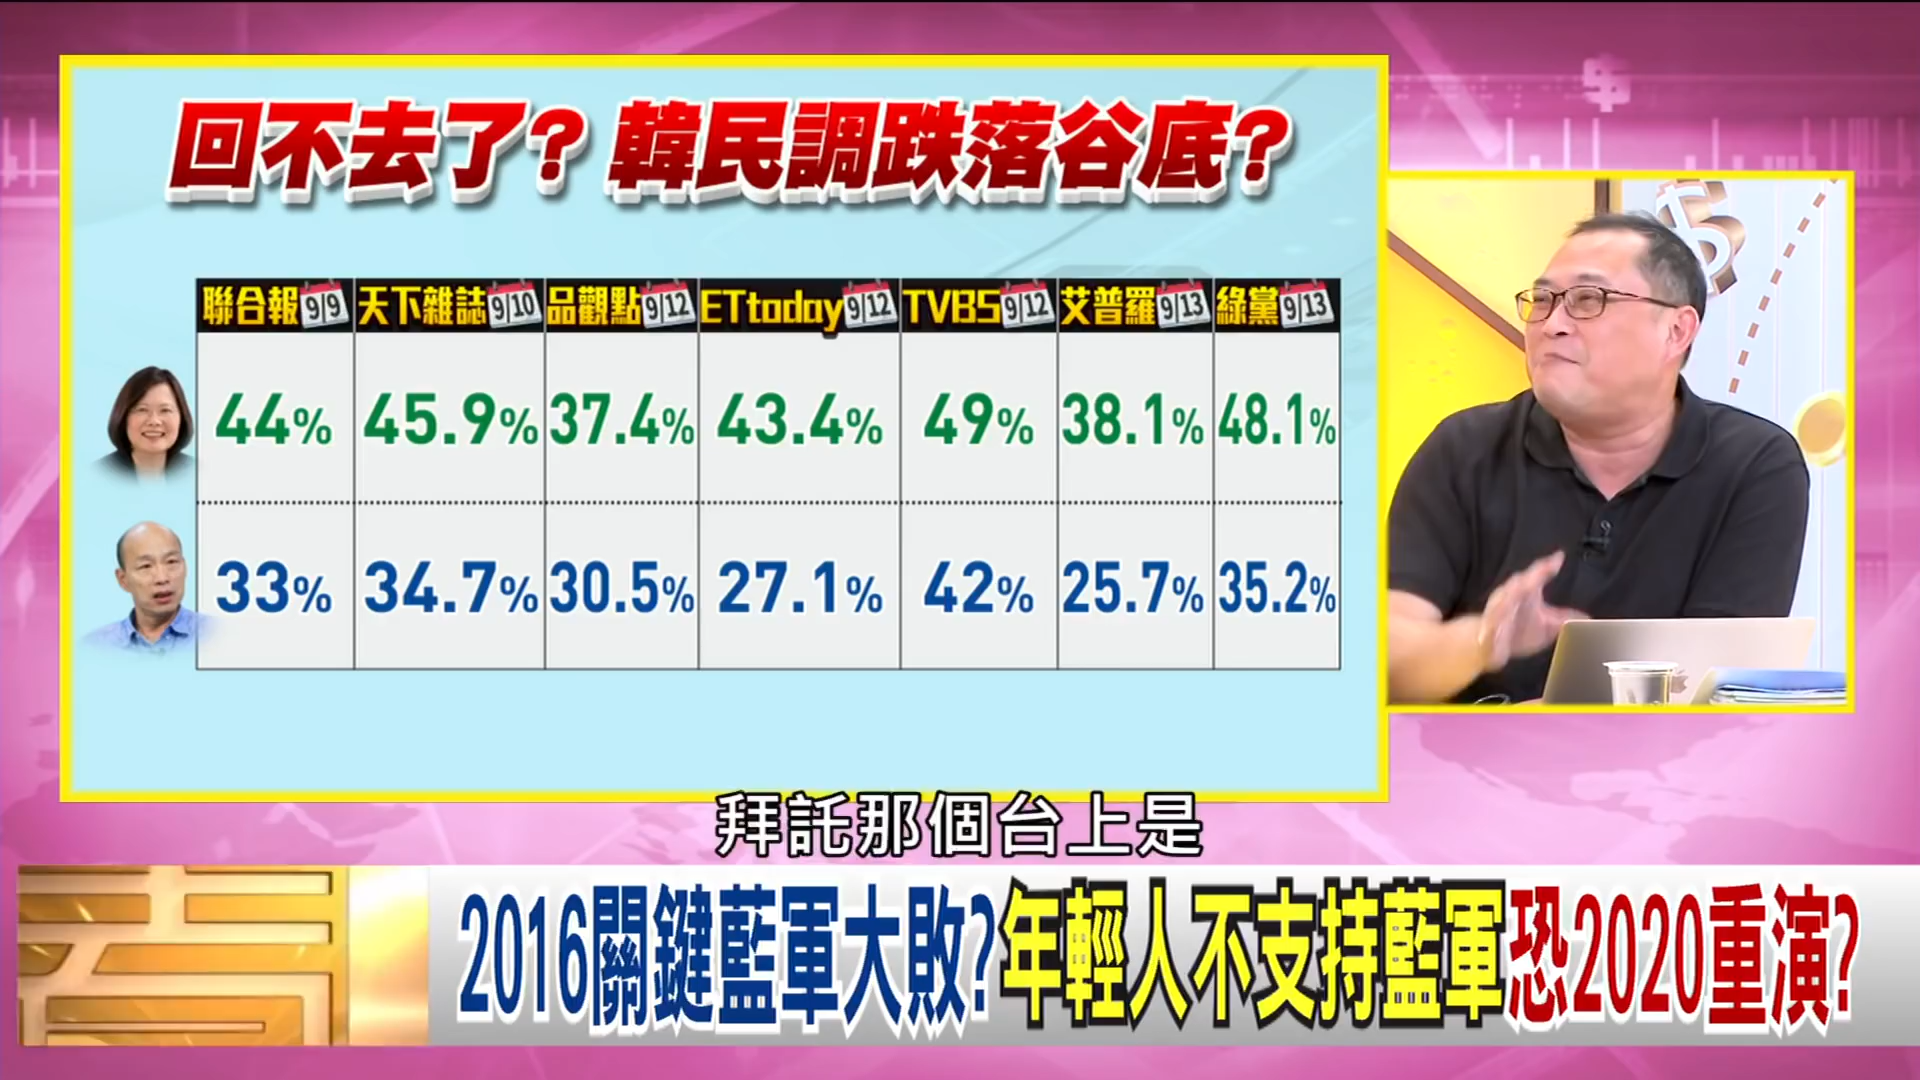 回不去了? 韓民調跌落谷底?
聯合報 9/9 天下雜誌 9/10 品觀點 9/12 ETtoday 9/12 TVBS 9/12 艾普羅 9/13 綠黨 9/13
44% 45.9% 37.4% 43.4% 49% 38.1% 48.1%
33% 34.7% 30.5% 27.1% 42% 25.7% 35.2%
拜託那個台上是
2016關鍵藍軍大敗?年輕人不支持藍軍恐2020重演?